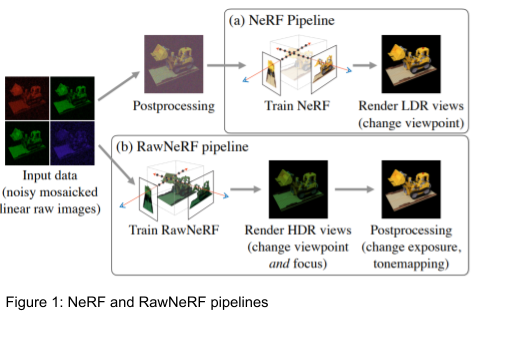 (a) NeRF Pipeline
Postprocessing
Train NeRF
Render LDR views
(change viewpoint)
Input data
(noisy mosaicked
linear raw images)
(b) RawNeRF pipeline
Train RawNeRF
Render HDR views
(change viewpoint
and focus)
Postprocessing
(change exposure,
tonemapping)
Figure 1: NeRF and RawNeRF pipelines